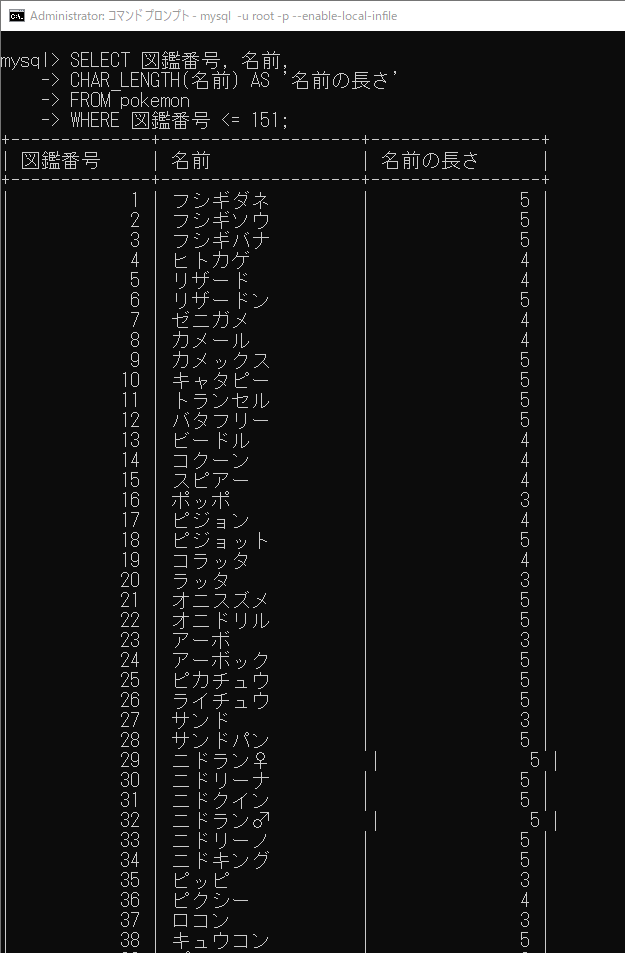 Administrator: コマンド プロンプト - mysql -u root -p --enable-local-infile
mysql> SELECT 図鑑番号, 名前,
-> CHAR_LENGTH(名前) AS '名前の長さ'
-> FROM pokemon
-> WHERE 図鑑番号 <= 151;
| 図鑑番号 | 名前 | 名前の長さ |
| 1 | フシギダネ | 5 |
| 2 | フシギソウ | 5 |
| 3 | フシギバナ | 5 |
| 4 | ヒトカゲ | 4 |
| 5 | リザード | 4 |
| 6 | リザードン | 5 |
| 7 | ゼニガメ | 4 |
| 8 | カメール | 4 |
| 9 | カメックス | 5 |
| 10 | キャタピー | 5 |
| 11 | トランセル | 5 |
| 12 | バタフリー | 5 |
| 13 | ビードル | 4 |
| 14 | コクーン | 4 |
| 15 | スピアー | 4 |
| 16 | ポッポ | 3 |
| 17 | ピジョン | 4 |
| 18 | ピジョット | 5 |
| 19 | コラッタ | 4 |
| 20 | ラッタ | 3 |
| 21 | オニスズメ | 5 |
| 22 | オニドリル | 5 |
| 23 | アーボ | 3 |
| 24 | アーボック | 5 |
| 25 | ピカチュウ | 5 |
| 26 | ライチュウ | 5 |
| 27 | サンド | 3 |
| 28 | サンドパン | 5 |
| 29 | ニドラン♀ | 5 |
| 30 | ニドリーナ | 5 |
| 31 | ニドクイン | 5 |
| 32 | ニドラン♂ | 5 |
| 33 | ニドリーノ | 5 |
| 34 | ニドキング | 5 |
| 35 | ピッピ | 3 |
| 36 | ピクシー | 4 |
| 37 | ロコン | 3 |
| 38 | キュウコン | 5 |